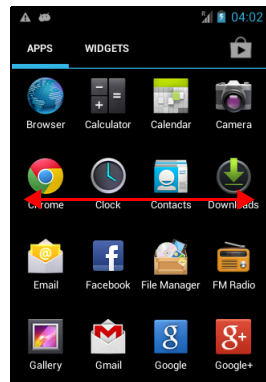 R 04:02
APPS WIDGETS
Browser Calculator Calendar Camera
Chrome Clock Contacts Downloads
Email Facebook File Manager FM Radio
Gallery Gmail Google Google+